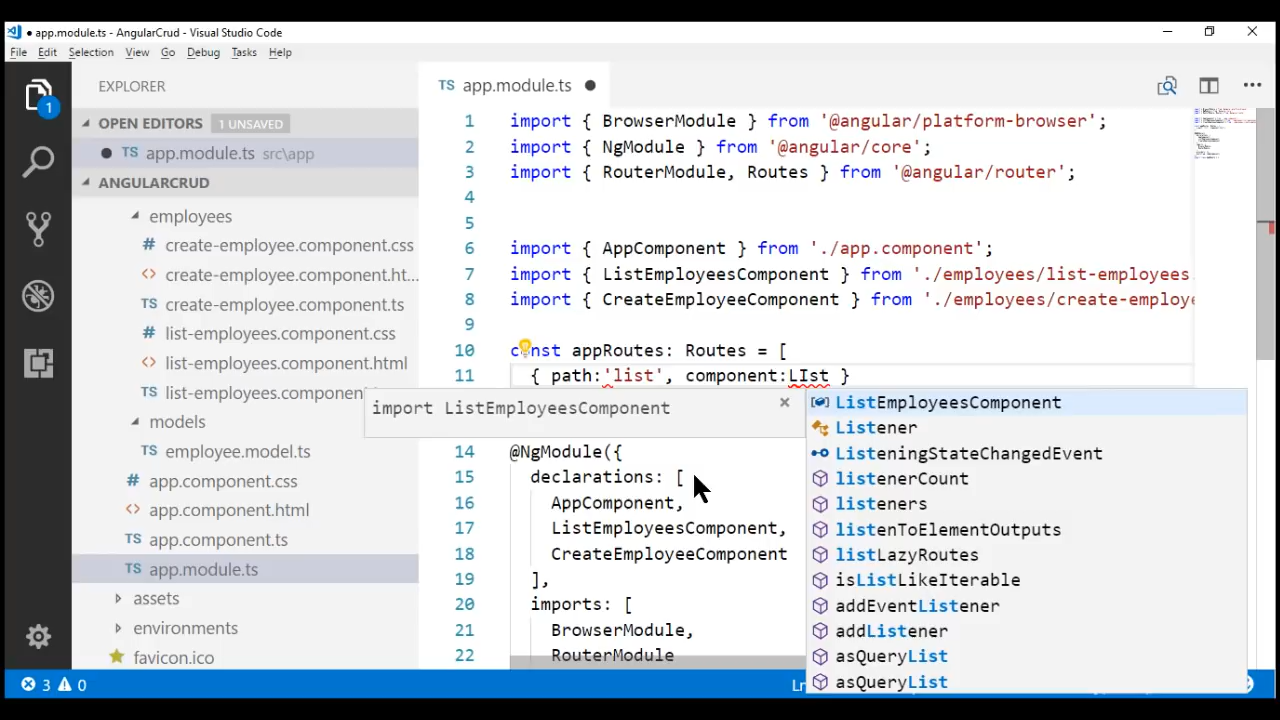 app.module.ts - AngularCrud - Visual Studio Code
File Edit Selection View Go Debug Tasks Help
EXPLORER
OPEN EDITORS 1 UNSAVED
TS app.module.ts src\app
ANGULARCRUD
employees
# create-employee.component.css
<> create-employee.component.ht...
TS create-employee.component.ts
# list-employees.component.css
<> list-employees.component.html
TS list-employees.component.
models
TS employee.model.ts
# app.component.css
<> app.component.html
TS app.component.ts
TS app.module.ts
assets
environments
favicon.ico
1
TS app.module.ts
1 import { BrowserModule } from '@angular/platform-browser';
2 import { NgModule } from '@angular/core';
3 import { RouterModule, Routes } from '@angular/router';
4
5
6 import { AppComponent } from './app.component';
7 import { ListEmployeesComponent } from './employees/list-employees.
8 import { CreateEmployeeComponent } from './employees/create-employe
9
10 const appRoutes: Routes = [
11 { path:'list', component:LIst }
import ListEmployeesComponent ×
14 @NgModule({
15 declarations: [
16 AppComponent,
17 ListEmployeesComponent,
18 CreateEmployeeComponent
19 ],
20 imports: [
21 BrowserModule,
22 RouterModule
ListEmployeesComponent
Listener
ListeningStateChangedEvent
listenerCount
listeners
listenToElementOutputs
listLazyRoutes
isListLikeIterable
addEventListener
addListener
asQueryList
asQueryList
3 0